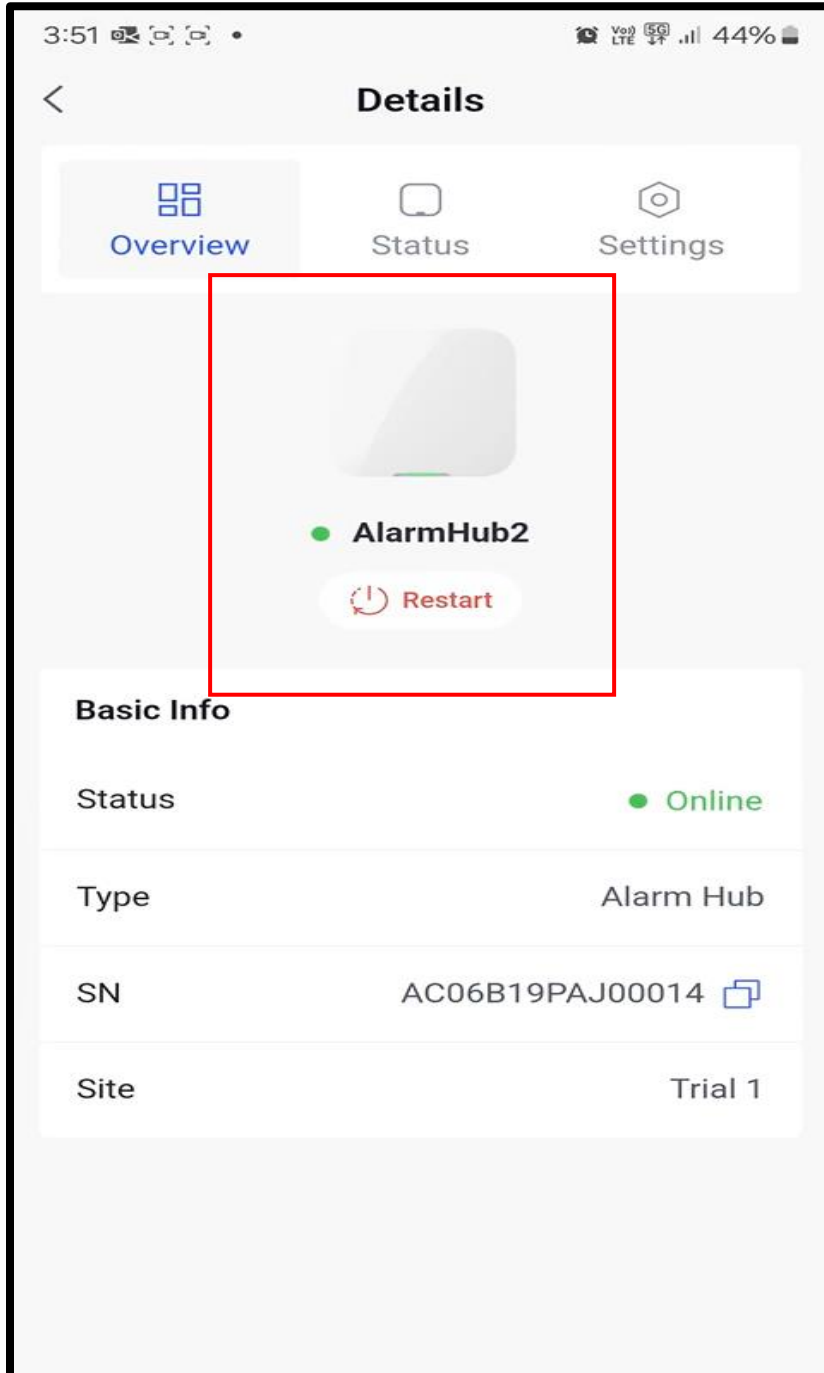 3:51 44%
Details
Overview Status Settings
AlarmHub2
Restart
Basic Info
Status Online
Type Alarm Hub
SN AC06B19PAJ00014
Site Trial 1